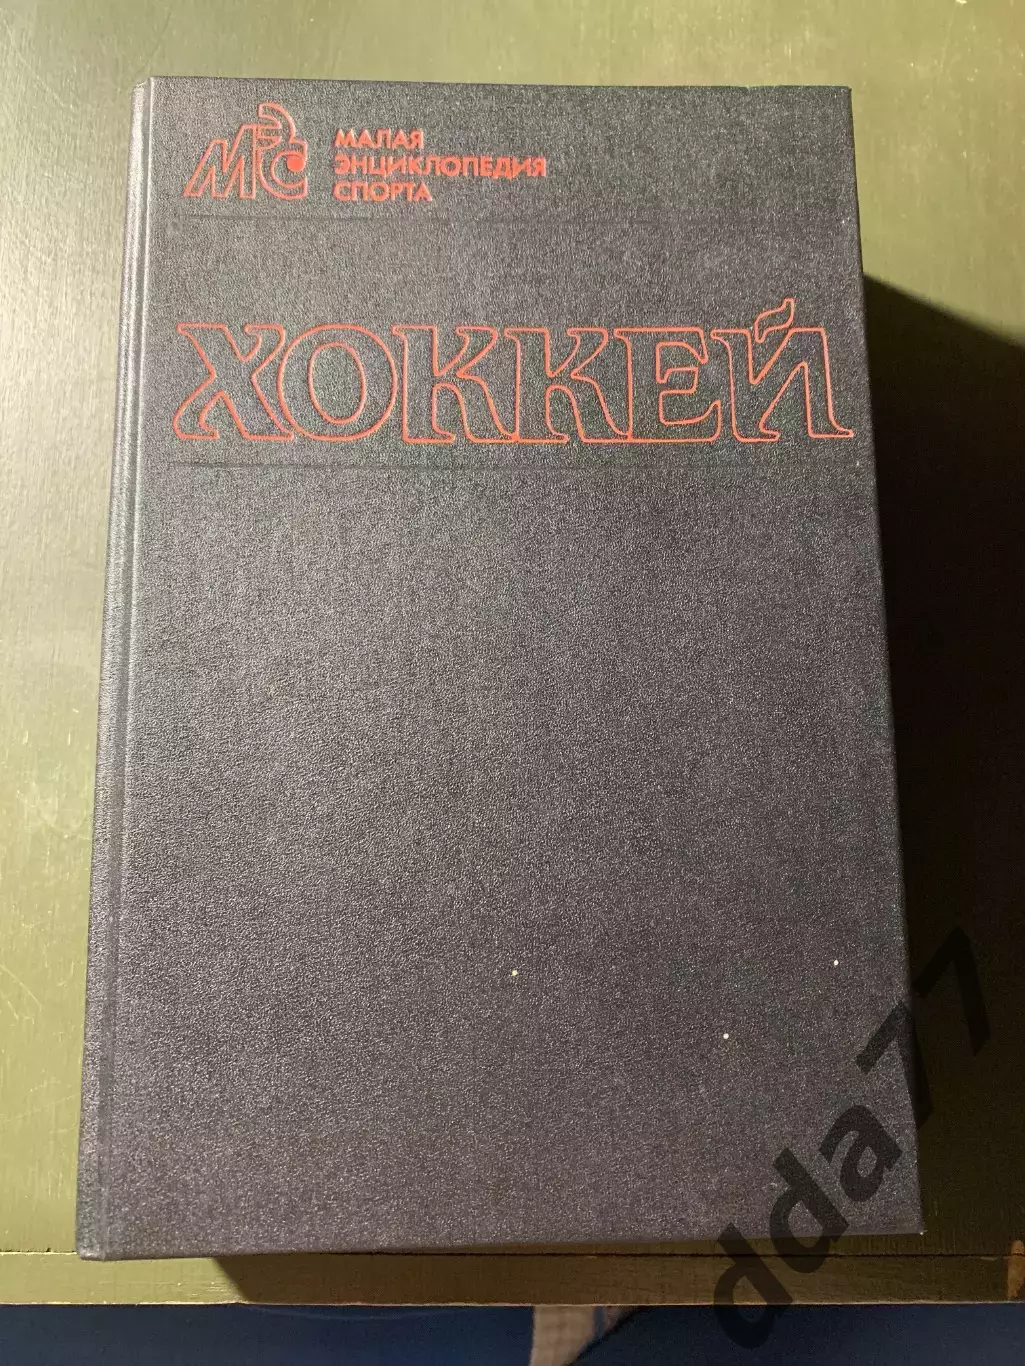 МЭС
МАЛАЯ
ЭНЦИКЛОПЕДИЯ
СПОРТА
ХОККЕЙ
dda77